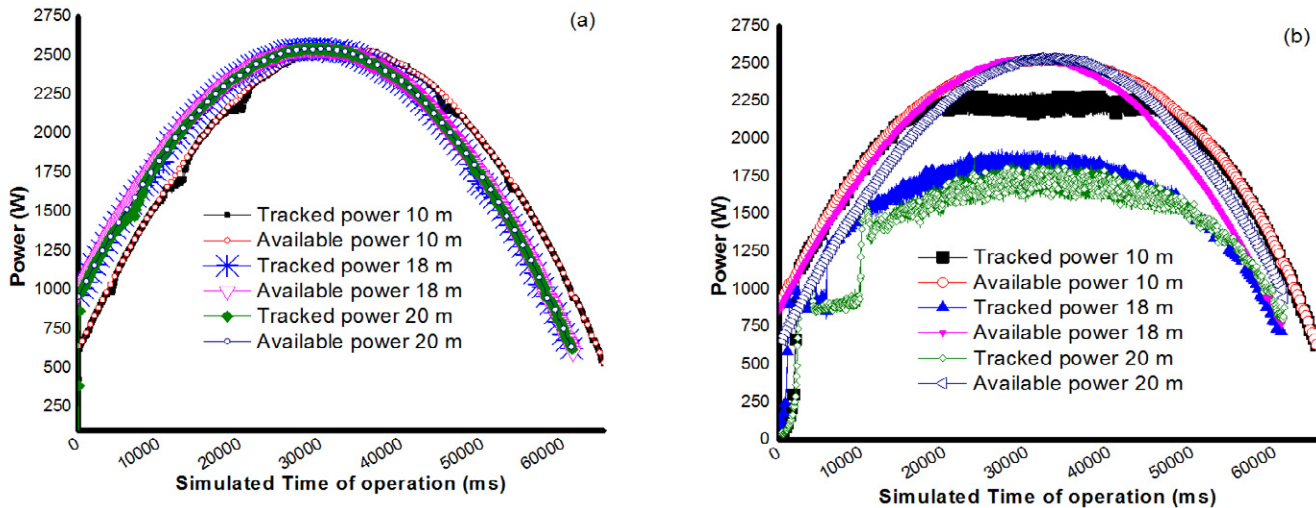 (a)
2750
2500
2250
2000
1750
1500
1250
1000
750
500
250
Power (W)
Tracked power 10 m
Available power 10 m
Tracked power 18 m
Available power 18 m
Tracked power 20 m
Available power 20 m
0
10000
20000
30000
40000
50000
60000
Simulated Time of operation (ms)
(b)
2750
2500
2250
2000
1750
1500
1250
1000
750
500
250
0
Power (W)
Tracked power 10 m
Available power 10 m
Tracked power 18 m
Available power 18 m
Tracked power 20 m
Available power 20 m
0
10000
20000
30000
40000
50000
60000
Simulated Time of operation (ms)